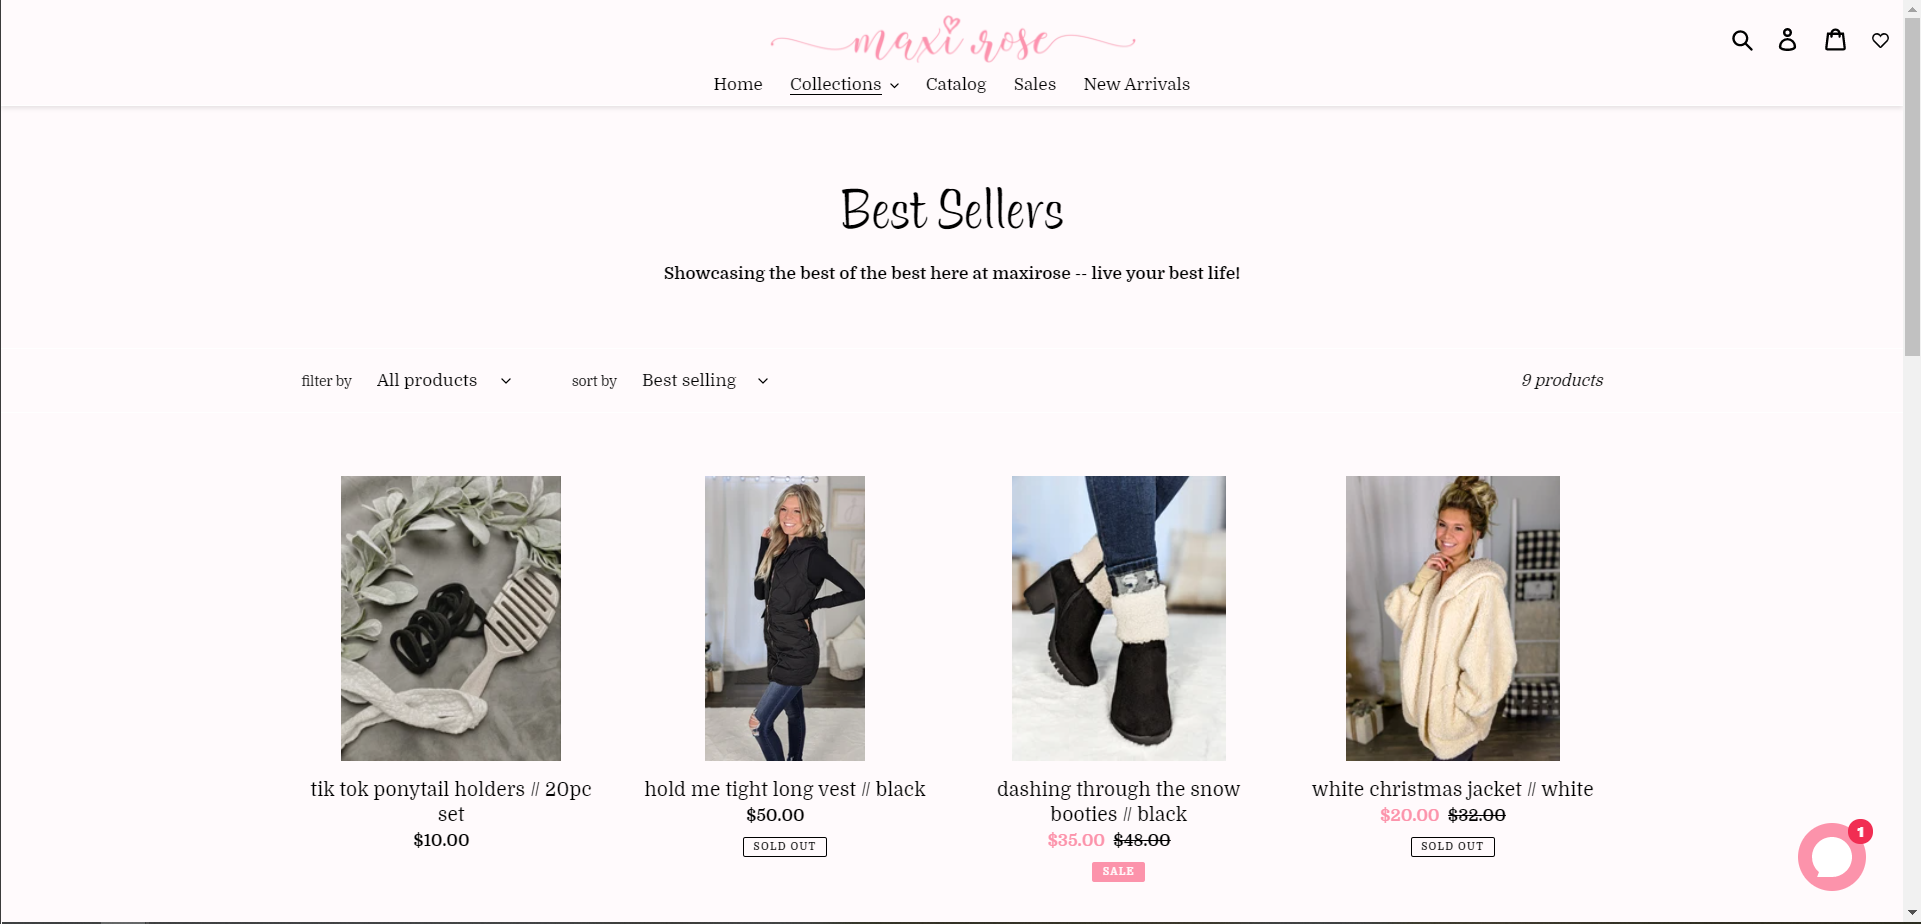 maxi rose
Home Collections Catalog Sales New Arrivals
Best Sellers
Showcasing the best of the best here at maxirose -- live your best life!
filter by All products sort by Best selling 9 products
tik tok ponytail holders // 20pc
set
$10.00
hold me tight long vest // black
$50.00
SOLD OUT
dashing through the snow
booties // black
$35.00 $48.00
SALE
white christmas jacket // white
$20.00 $32.00
SOLD OUT
1